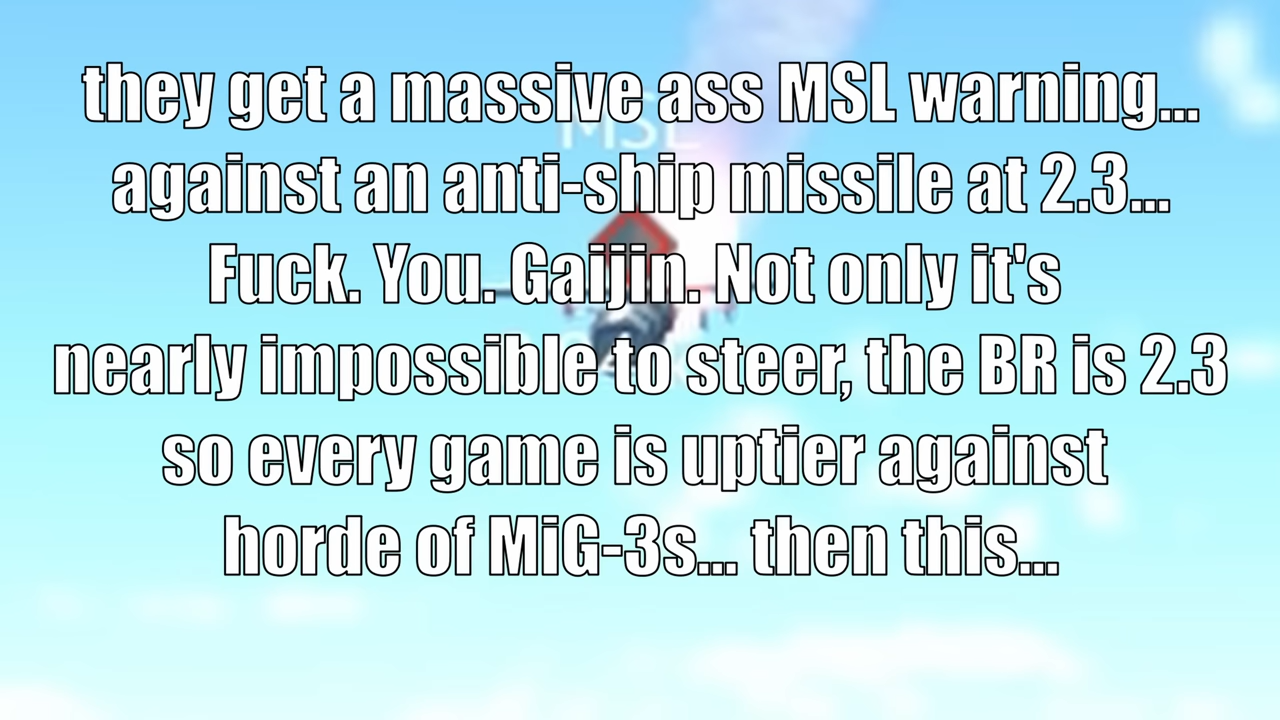 they get a massive ass MSL warning...
against an anti-ship missile at 2.3...
Fuck. You. Gaijin. Not only it's
nearly impossible to steer, the BR is 2.3
so every game is uptier against
horde of MiG-3s... then this...
MSL